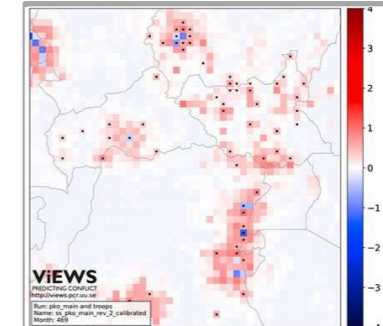 4
3
2
1
0
−1
−2
−3
ViEWS
PREDICTING CONFLICT
http://views.pcr.uu.se
Run: pko_main and troops
Name: ss_pko_main_rev_2_calibrated
Month: 469